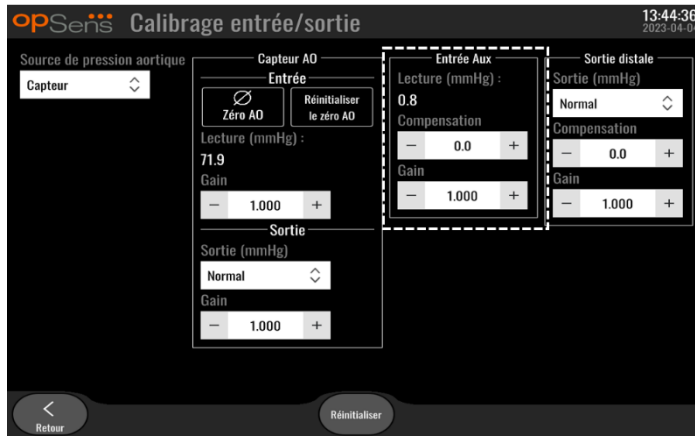 opSens Calibrage entrée/sortie
13:44:36
2023-04-04
Source de pression aortique
Capteur
Capteur AO
Entrée
Zéro AO
Réinitialiser
le zéro AO
Lecture (mmHg) :
71.9
Gain
− 1.000 +
Sortie
Sortie (mmHg)
Normal
Gain
− 1.000 +
Entrée Aux
Lecture (mmHg) :
0.8
Compensation
− 0.0 +
Gain
− 1.000 +
Sortie distale
Sortie (mmHg)
Normal
Compensation
− 0.0 +
Gain
− 1.000 +
Retour
Réinitialiser